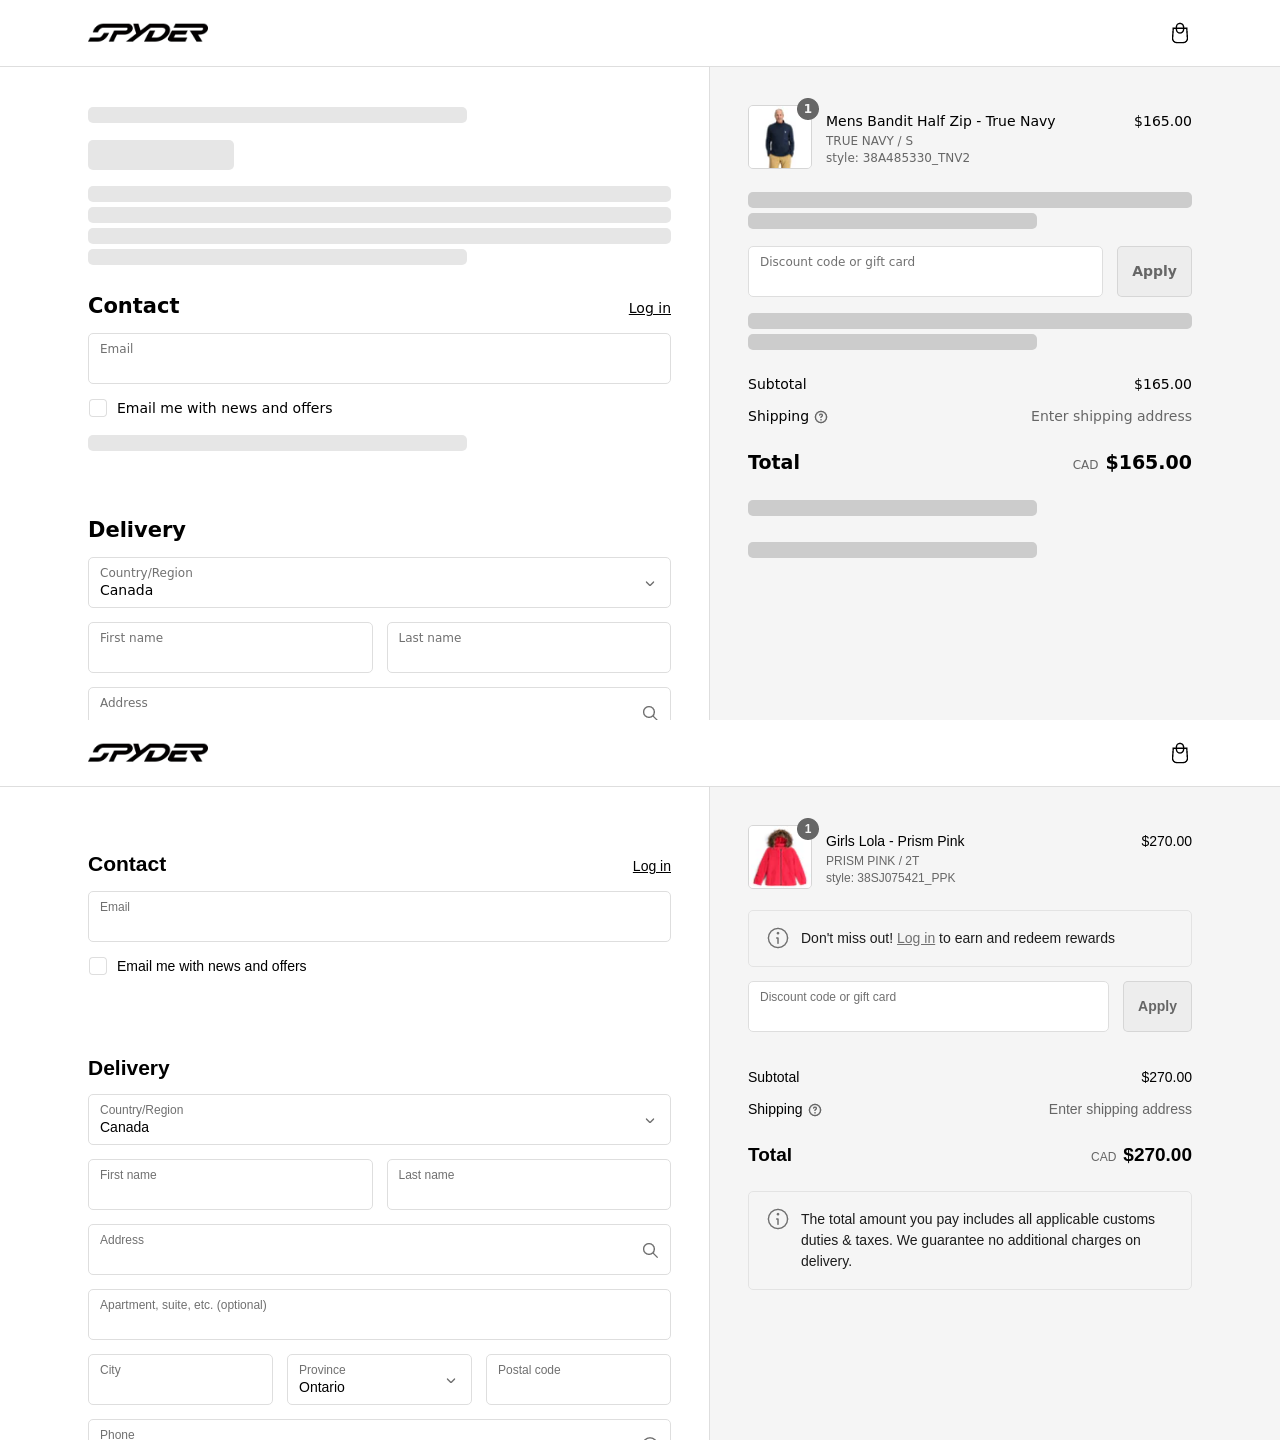 SPYDER
Contact
Log in
Email
Email me with news and offers
Delivery
Country/Region
Canada
First name
Last name
Address
1
Mens Bandit Half Zip - True Navy
$165.00
TRUE NAVY / S
style: 38A485330_TNV2
Discount code or gift card
Apply
Subtotal
$165.00
Shipping
Enter shipping address
Total
CAD $165.00
SPYDER
Contact
Log in
Email
Email me with news and offers
Delivery
Country/Region
Canada
First name
Last name
Address
Apartment, suite, etc. (optional)
City
Province
Ontario
Postal code
Phone
1
Girls Lola - Prism Pink
$270.00
PRISM PINK / 2T
style: 38SJ075421_PPK
Don't miss out! Log in to earn and redeem rewards
Discount code or gift card
Apply
Subtotal
$270.00
Shipping
Enter shipping address
Total
CAD $270.00
The total amount you pay includes all applicable customs
duties & taxes. We guarantee no additional charges on
delivery.